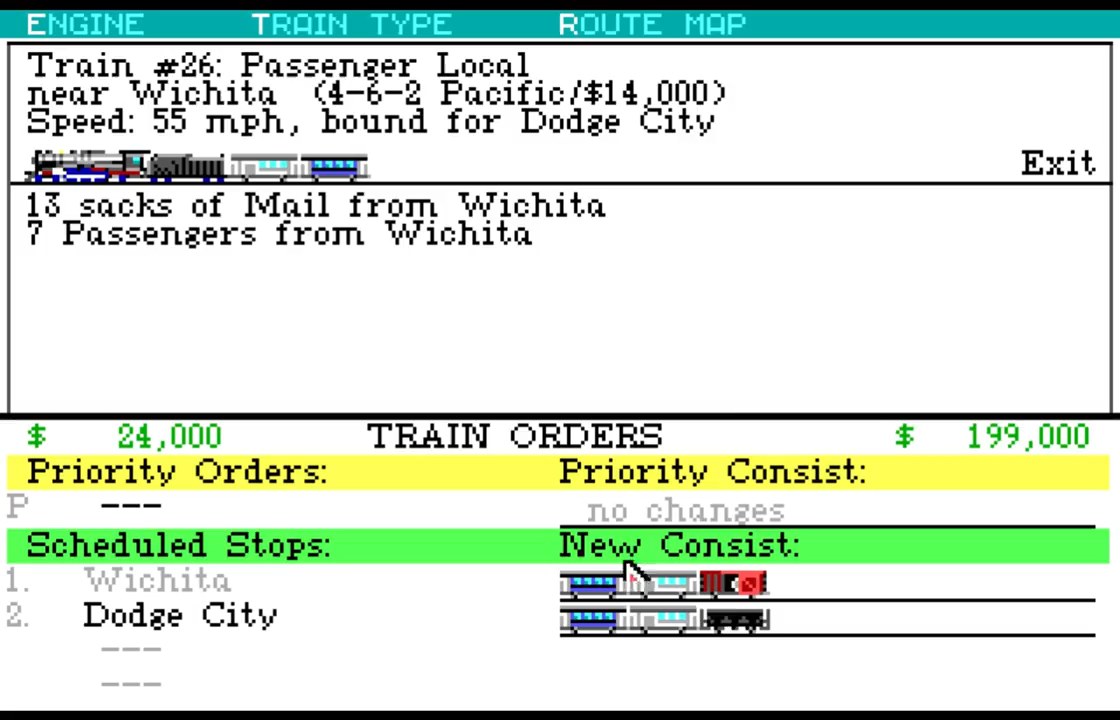 ENGINE TRAIN TYPE ROUTE MAP
Train #26: Passenger Local
near Wichita (4-6-2 Pacific/$14,000)
Speed: 55 mph, bound for Dodge City
Exit
13 sacks of Mail from Wichita
7 Passengers from Wichita
$ 24,000 TRAIN ORDERS $ 199,000
Priority Orders: Priority Consist:
P --- no changes
Scheduled Stops: New Consist:
1. Wichita
2. Dodge City
---
---